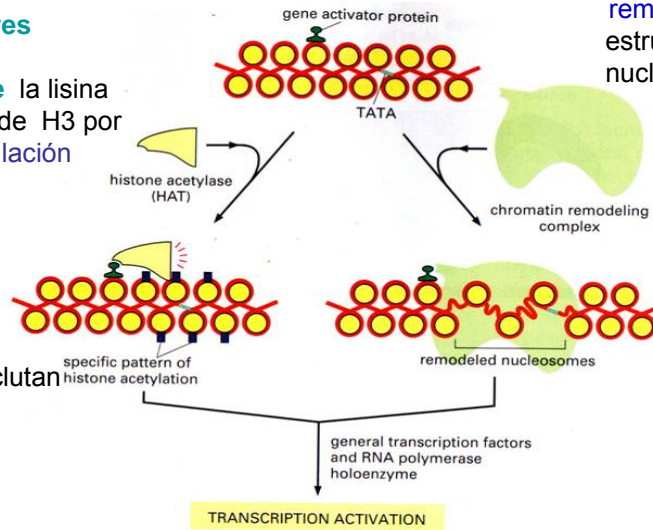 res
e la lisina
de H3 por
lación
clutan
gene activator protein
TATA
histone acetylase
(HAT)
chromatin remodeling
complex
specific pattern of
histone acetylation
remodeled nucleosomes
general transcription factors
and RNA polymerase
holoenzyme
TRANSCRIPTION ACTIVATION
rem
estru
nucl